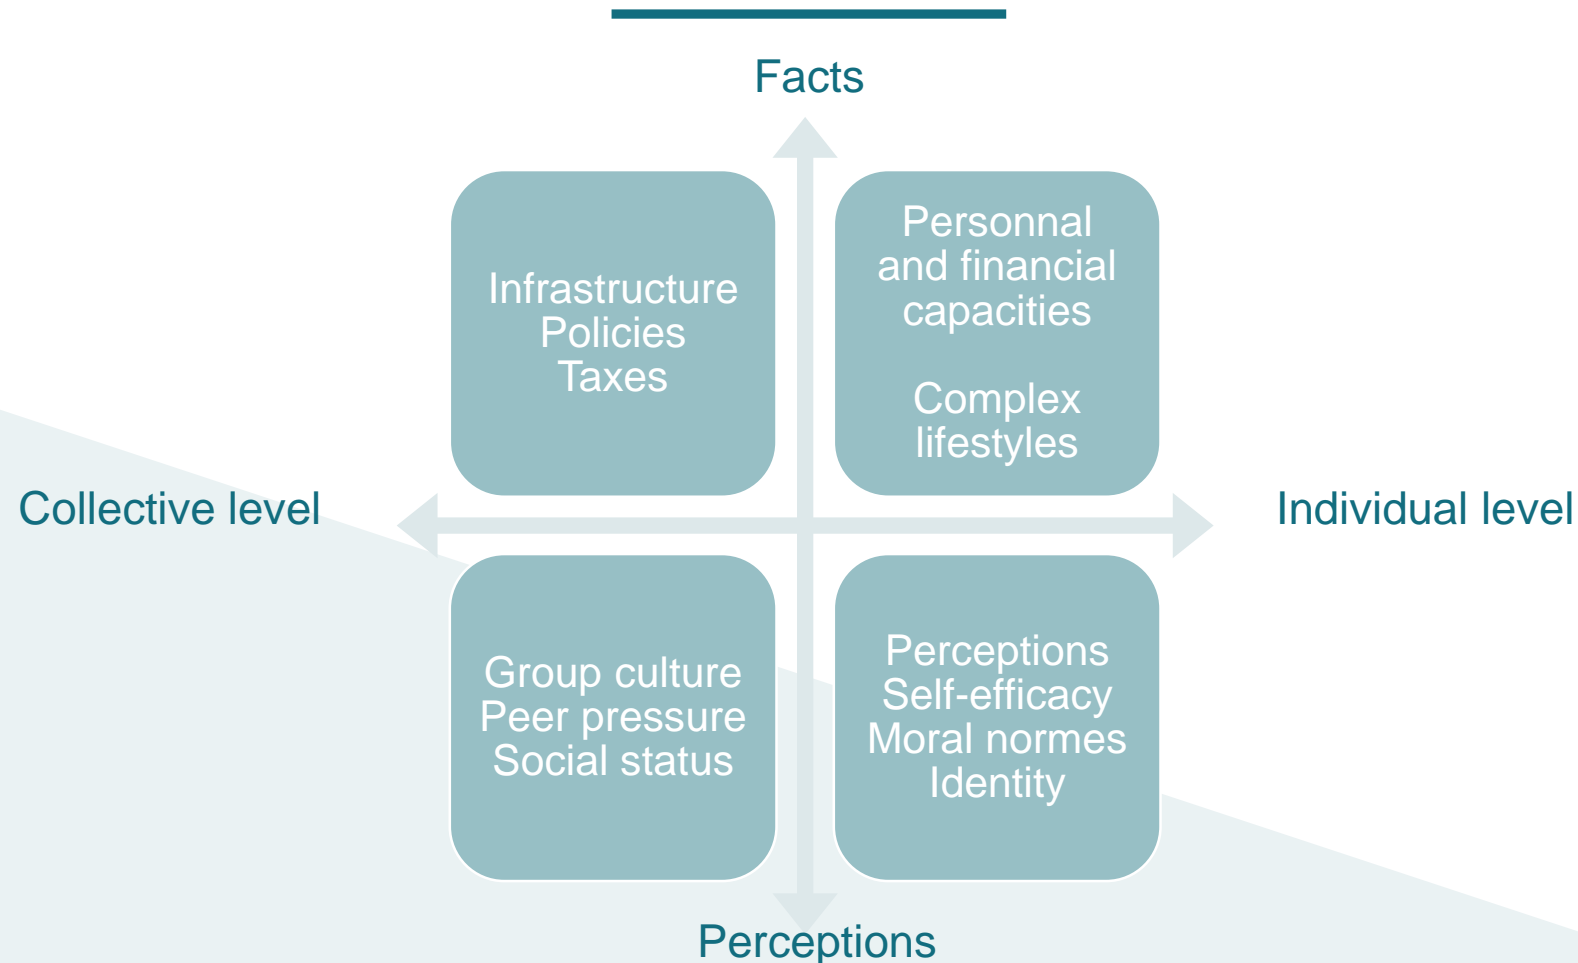 Facts
Infrastructure
Policies
Taxes
Personnal
and financial
capacities
Complex
lifestyles
Collective level
Individual level
Group culture
Peer pressure
Social status
Perceptions
Self-efficacy
Moral normes
Identity
Perceptions